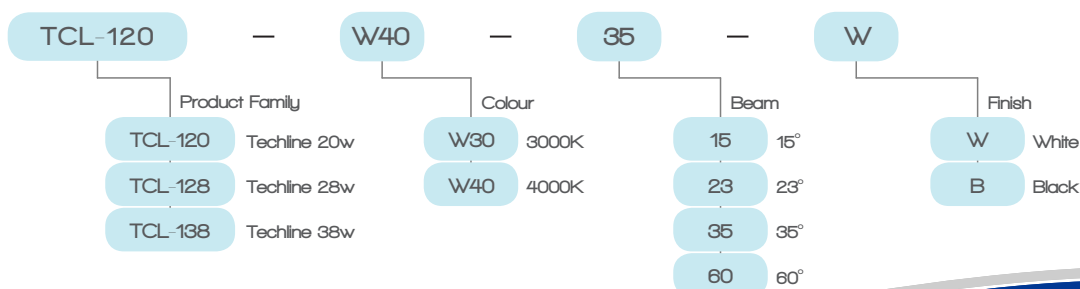 TCL-120 – W40 – 35 – W
Product Family Colour Beam Finish
TCL-120 Techline 20w W30 3000K 15 15° W White
TCL-128 Techline 28w W40 4000K 23 23° B Black
TCL-138 Techline 38w 35 35°
60 60°